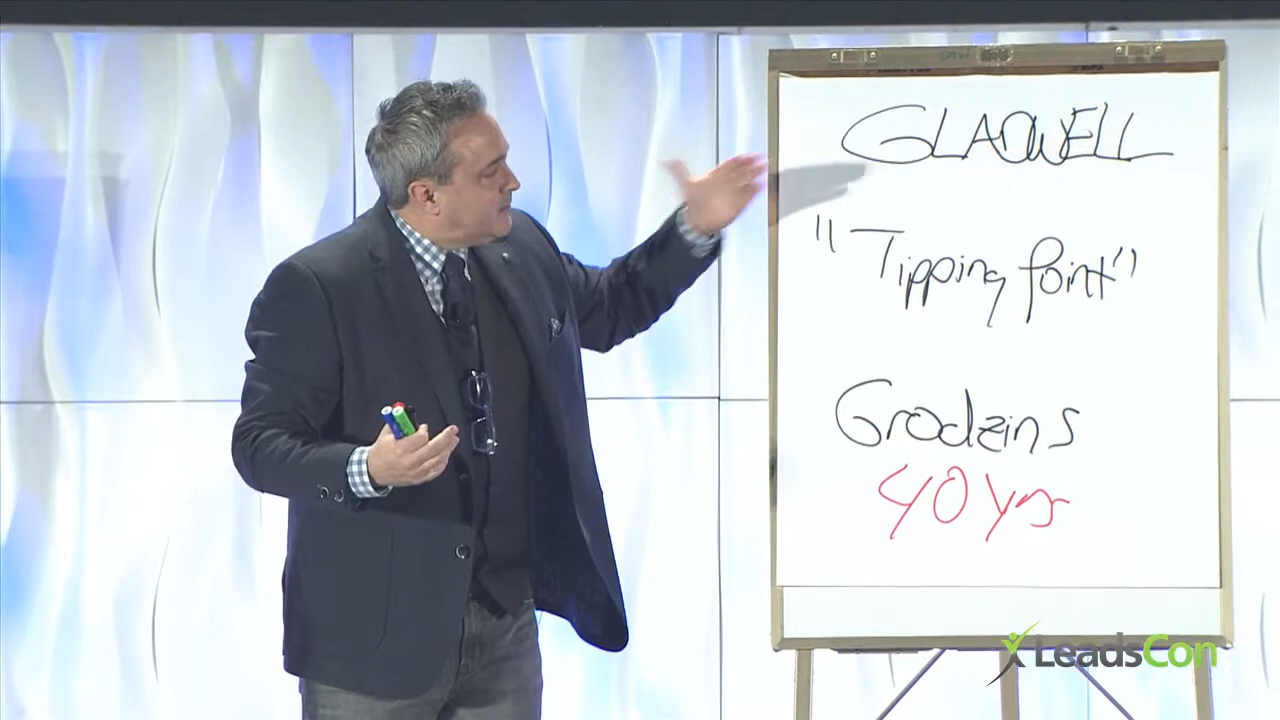 GLADWELL
"Tipping Point"
Grodzins
40 yrs
LeadsCon